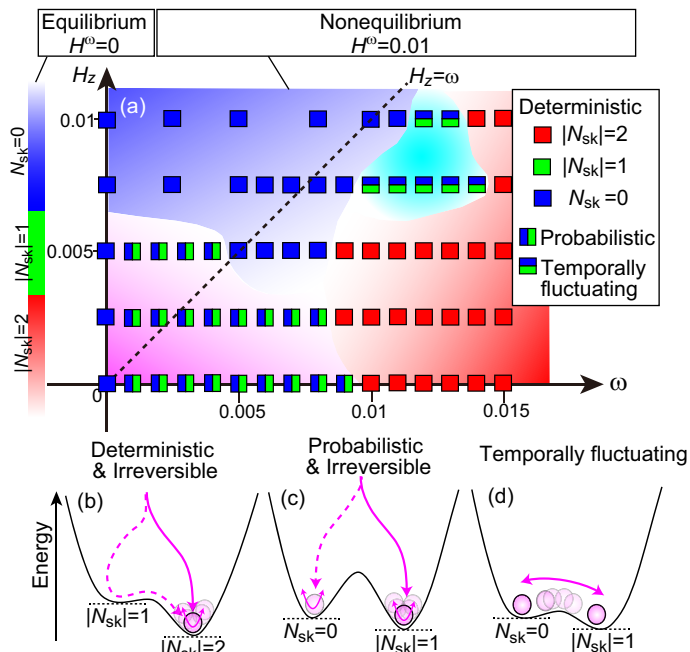 Equilibrium
H^ω=0
Nonequilibrium
H^ω=0.01
H_z
H_z=ω
(a)
0.01
0.005
0
0.005
0.01
0.015
ω
N_sk=0
|N_sk|=1
|N_sk|=2
Deterministic
|N_sk|=2
|N_sk|=1
N_sk=0
Probabilistic
Temporally
fluctuating
Deterministic
& Irreversible
Probabilistic
& Irreversible
Temporally fluctuating
Energy
(b)
|N_sk|=1
|N_sk|=2
(c)
N_sk=0
|N_sk|=1
(d)
N_sk=0
|N_sk|=1